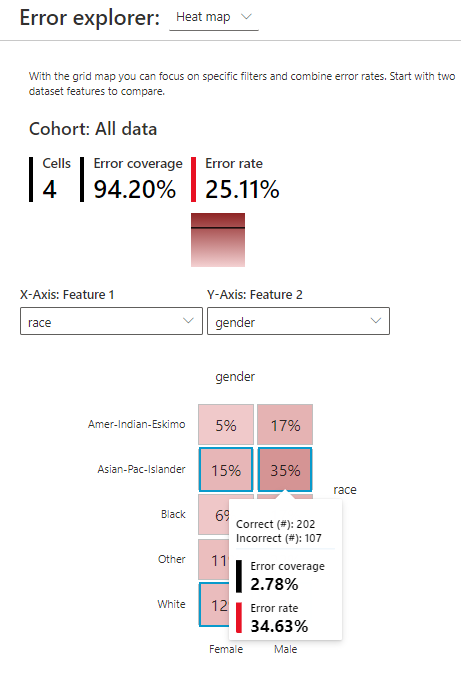 Error explorer: Heat map
With the grid map you can focus on specific filters and combine error rates. Start with two
dataset features to compare.
Cohort: All data
Cells Error coverage Error rate
4 94.20% 25.11%
X-Axis: Feature 1 Y-Axis: Feature 2
race gender
gender
Amer-Indian-Eskimo 5% 17%
Asian-Pac-Islander 15% 35%
race
Black 6%
Correct (#): 202
Incorrect (#): 107
Other 11
Error coverage
2.78%
White 12
Error rate
34.63%
Female Male